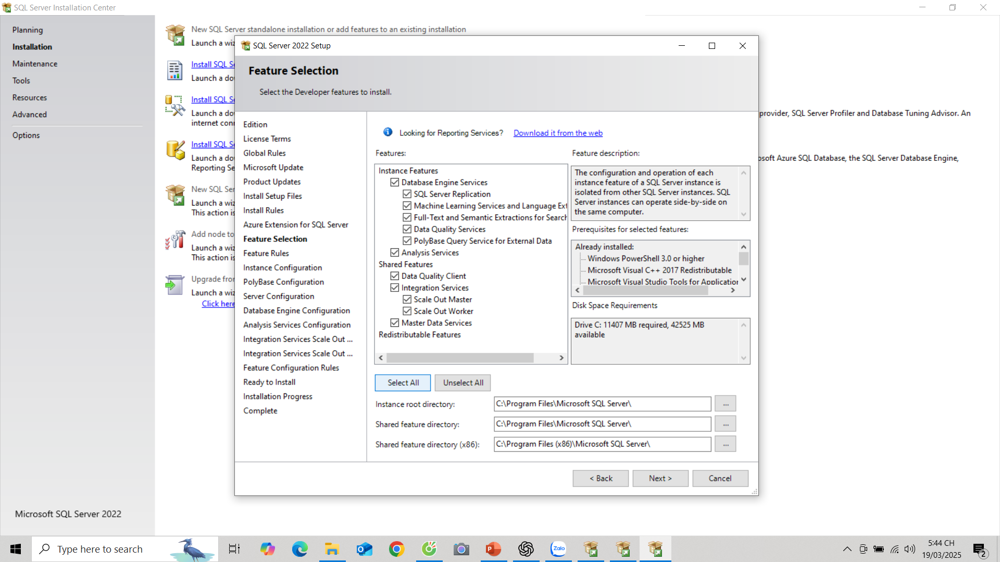 SQL Server Installation Center
Planning
Installation
Maintenance
Tools
Resources
Advanced
Options
Microsoft SQL Server 2022
New SQL Server standalone installation or add features to an existing installation
Launch a wiz
Install SQL Se
Launch a do
Install SQL Se
Launch a do
internet conn
provider, SQL Server Profiler and Database Tuning Advisor. An
Install SQL Se
Launch a do
Reporting Se
osoft Azure SQL Database, the SQL Server Database Engine,
New SQL Ser
Launch a wiz
This action is
Add node to
Launch a wiz
This action is
Upgrade fror
Launch a wiz
Click here
SQL Server 2022 Setup
Feature Selection
Select the Developer features to install.
Edition
License Terms
Global Rules
Microsoft Update
Product Updates
Install Setup Files
Install Rules
Azure Extension for SQL Server
Feature Selection
Feature Rules
Instance Configuration
PolyBase Configuration
Server Configuration
Database Engine Configuration
Analysis Services Configuration
Integration Services Scale Out ...
Integration Services Scale Out ...
Feature Configuration Rules
Ready to Install
Installation Progress
Complete
Looking for Reporting Services? Download it from the web
Features:
Instance Features
Database Engine Services
SQL Server Replication
Machine Learning Services and Language Ext
Full-Text and Semantic Extractions for Search
Data Quality Services
PolyBase Query Service for External Data
Analysis Services
Shared Features
Data Quality Client
Integration Services
Scale Out Master
Scale Out Worker
Master Data Services
Redistributable Features
Feature description:
The configuration and operation of each
instance feature of a SQL Server instance is
isolated from other SQL Server instances. SQL
Server instances can operate side-by-side on
the same computer.
Prerequisites for selected features:
Already installed:
Windows PowerShell 3.0 or higher
Microsoft Visual C++ 2017 Redistributable
Microsoft Visual Studio Tools for Application
Disk Space Requirements
Drive C: 11407 MB required, 42525 MB
available
Select All
Unselect All
Instance root directory: C:\Program Files\Microsoft SQL Server\ ...
Shared feature directory: C:\Program Files\Microsoft SQL Server\ ...
Shared feature directory (x86): C:\Program Files (x86)\Microsoft SQL Server\ ...
< Back
Next >
Cancel
Type here to search
Zalo
5:44 CH
19/03/2025
2